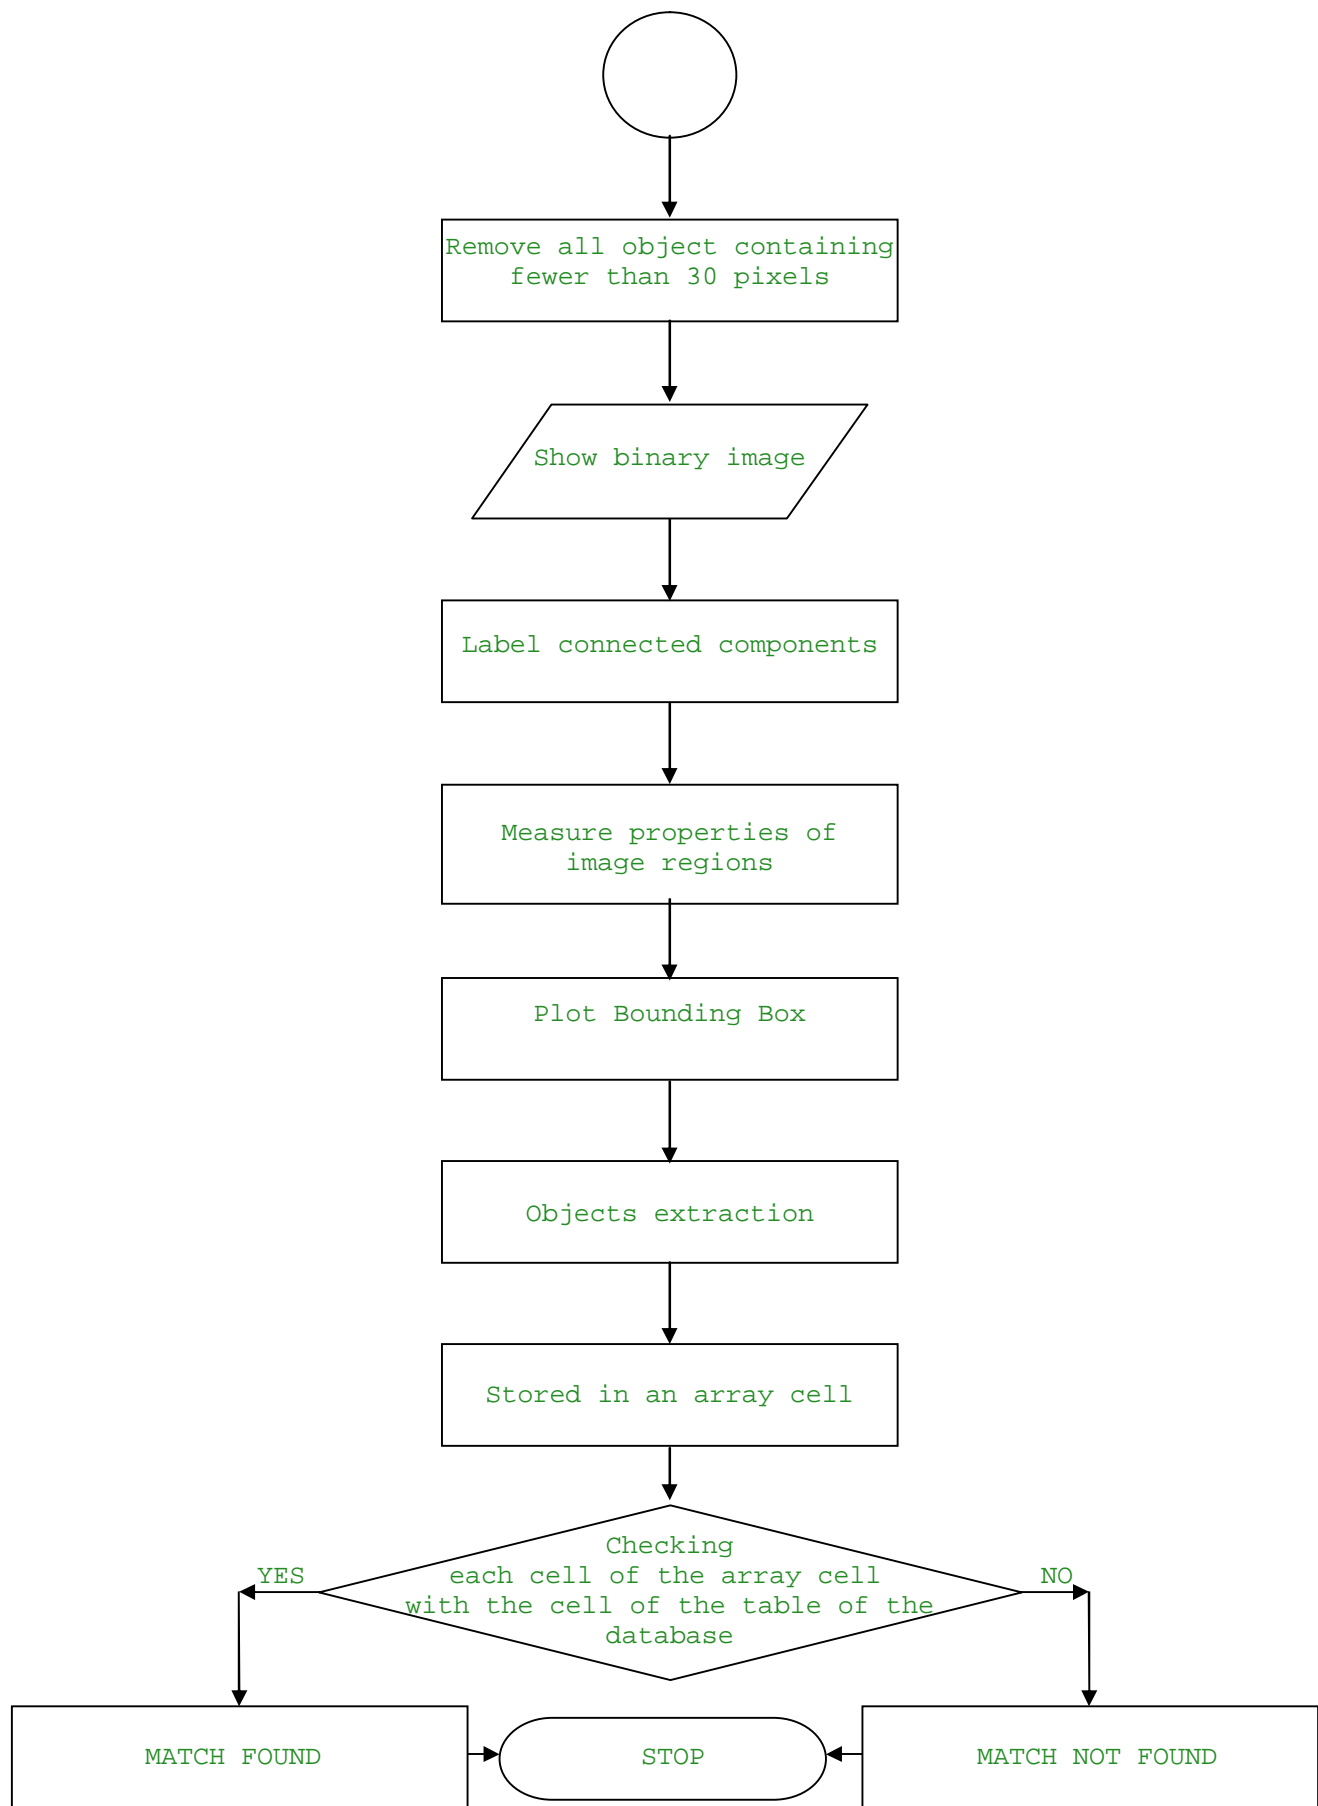 Remove all object containing
fewer than 30 pixels
Show binary image
Label connected components
Measure properties of
image regions
Plot Bounding Box
Objects extraction
Stored in an array cell
Checking
each cell of the array cell
with the cell of the table of the
database
YES
NO
MATCH FOUND
STOP
MATCH NOT FOUND